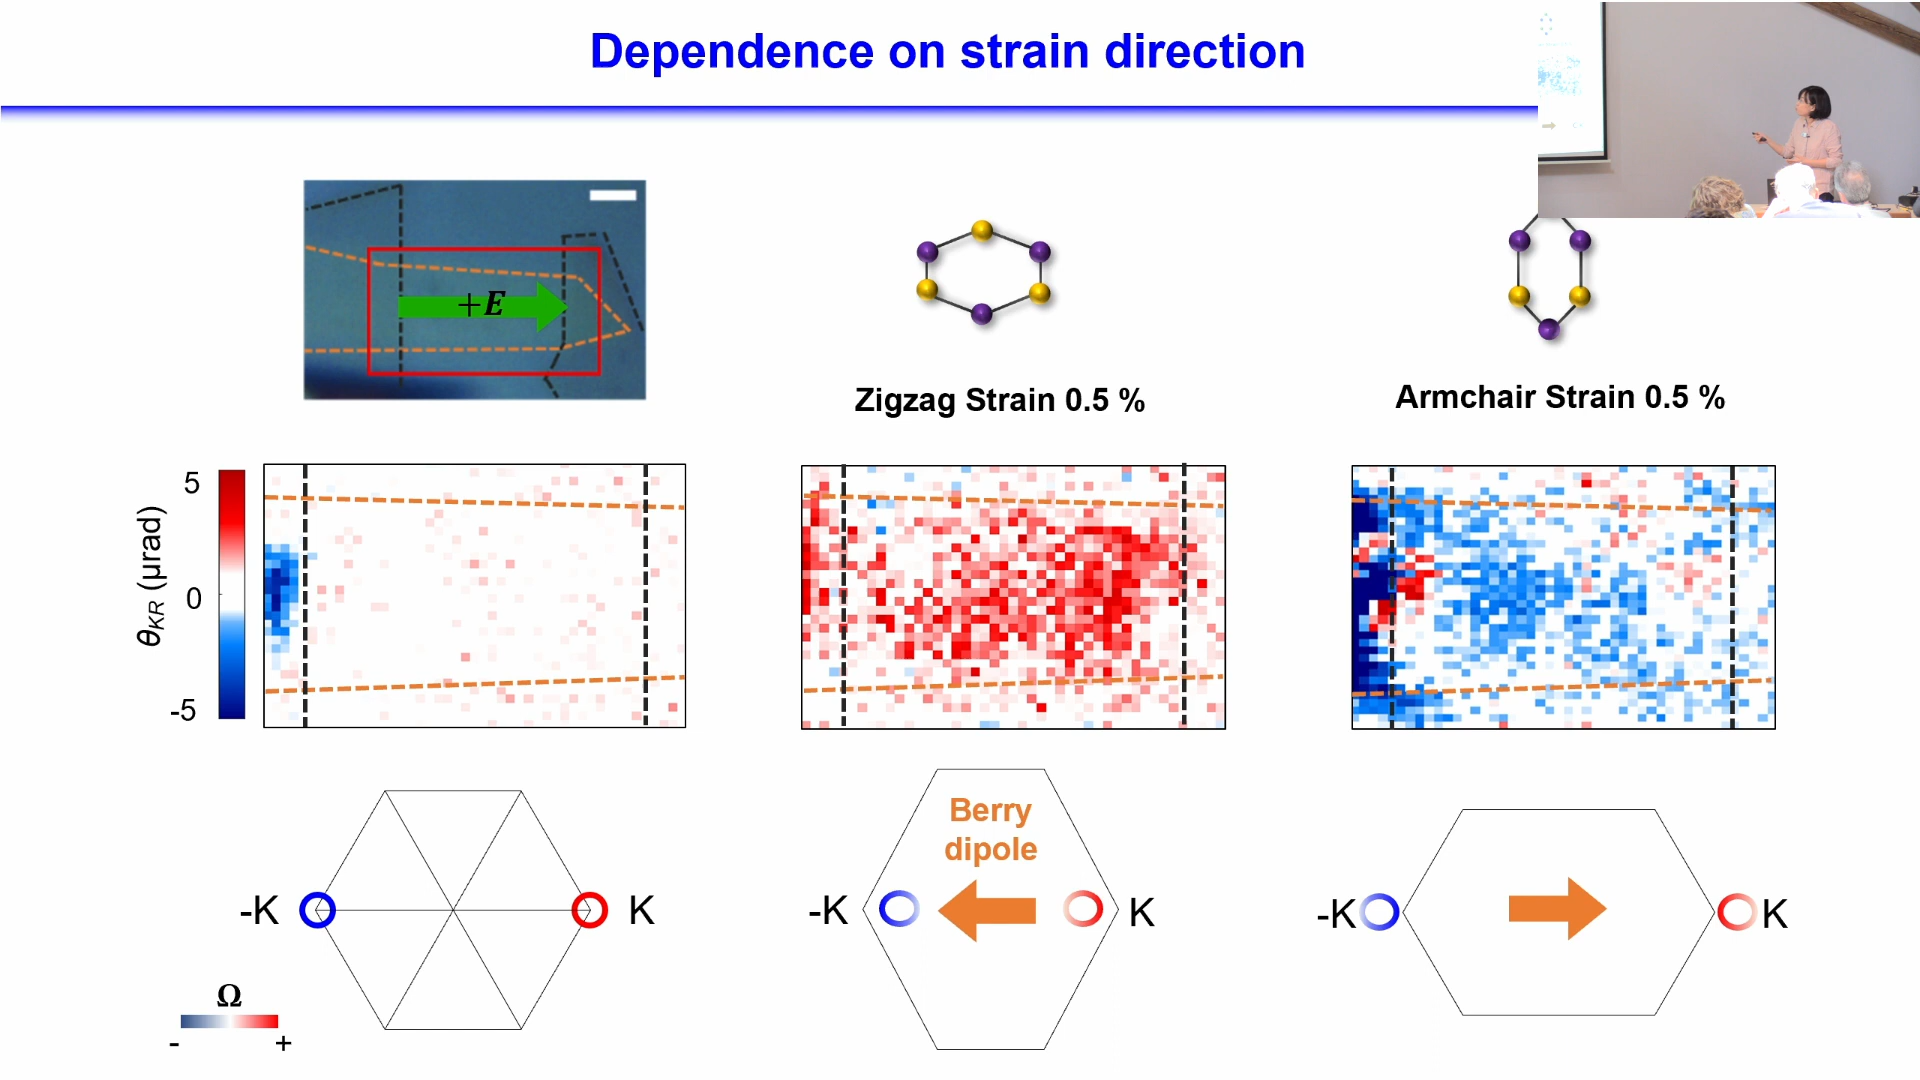 Dependence on strain direction
+E
Zigzag Strain 0.5 %
Armchair Strain 0.5 %
5
0
-5
θKR (μrad)
Berry
dipole
-K
K
-K
K
-K
K
Ω
-
+